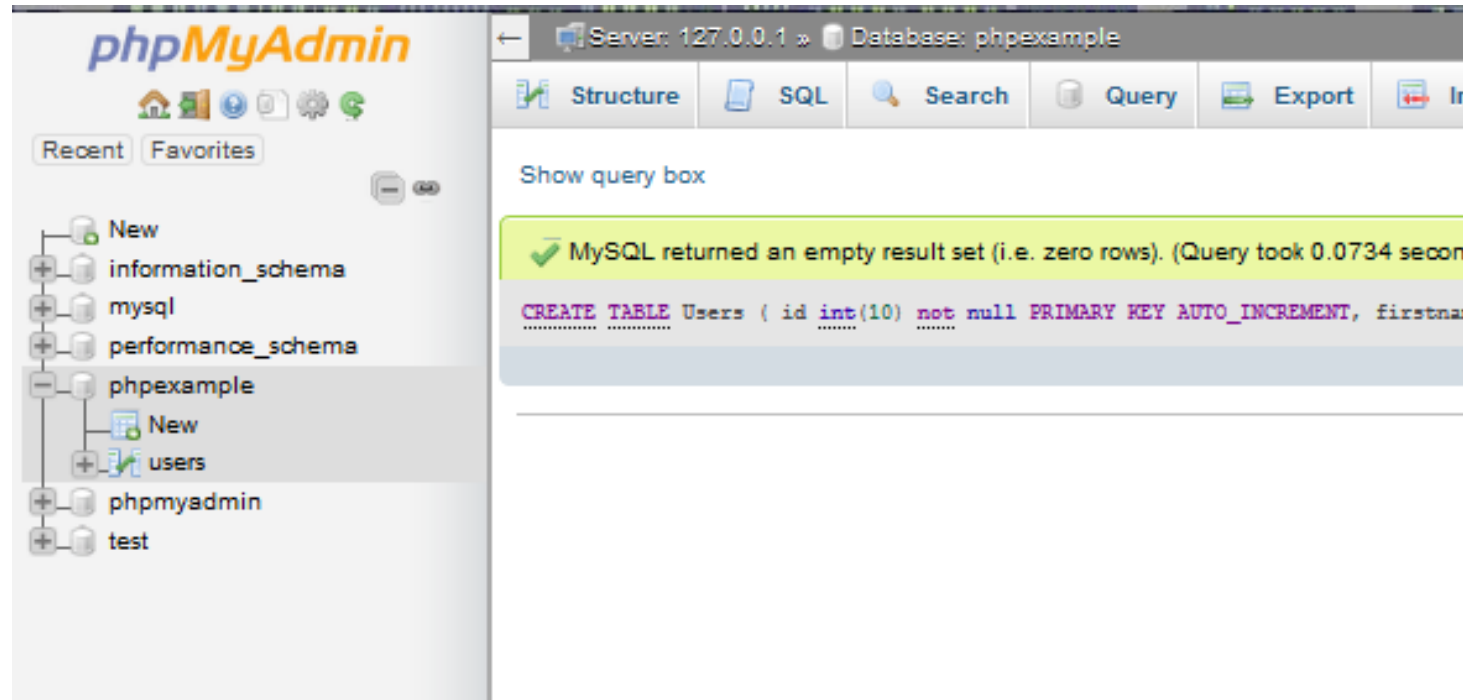 phpMyAdmin
Recent Favorites
New
information_schema
mysql
performance_schema
phpexample
New
users
phpmyadmin
test
← Server: 127.0.0.1 » Database: phpexample
Structure SQL Search Query Export
Show query box
MySQL returned an empty result set (i.e. zero rows). (Query took 0.0734 secon
CREATE TABLE Users ( id int(10) not null PRIMARY KEY AUTO_INCREMENT, firstna